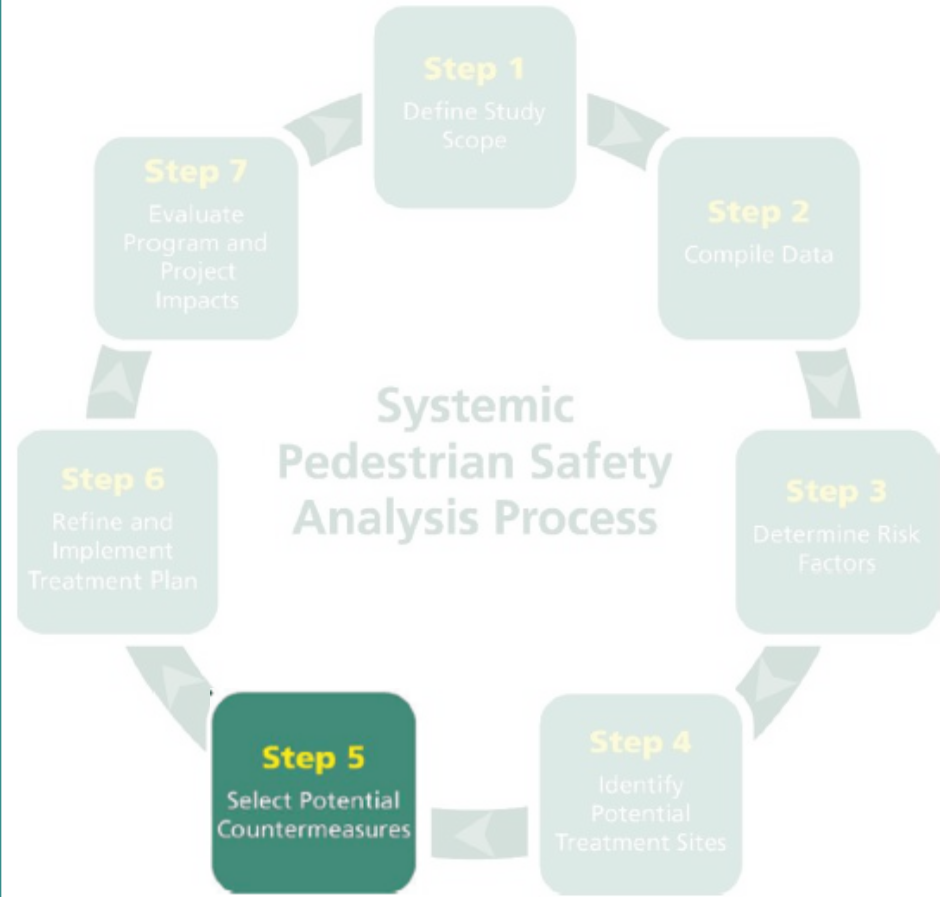 Step 1
Define Study
Scope
Step 2
Compile Data
Step 3
Determine Risk
Factors
Step 4
Identify
Potential
Treatment Sites
Step 5
Select Potential
Countermeasures
Step 6
Refine and
Implement
Treatment Plan
Step 7
Evaluate
Program and
Project
Impacts
Systemic
Pedestrian Safety
Analysis Process